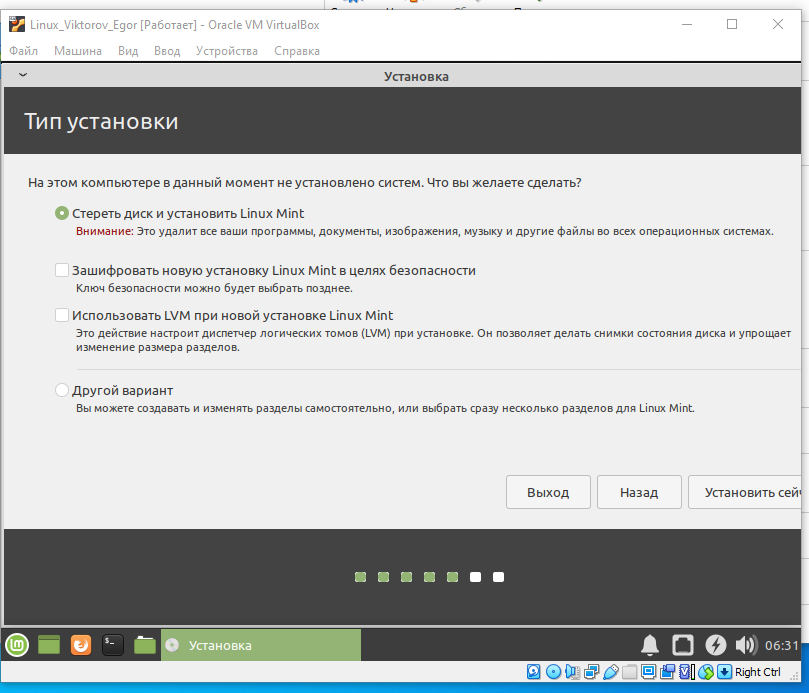 Linux_Viktorov_Egor [Работает] - Oracle VM VirtualBox
Файл Машина Вид Ввод Устройства Справка
Установка
Тип установки
На этом компьютере в данный момент не установлено систем. Что вы желаете сделать?
Стереть диск и установить Linux Mint
Внимание: Это удалит все ваши программы, документы, изображения, музыку и другие файлы во всех операционных системах.
Зашифровать новую установку Linux Mint в целях безопасности
Ключ безопасности можно будет выбрать позднее.
Использовать LVM при новой установке Linux Mint
Это действие настроит диспетчер логических томов (LVM) при установке. Он позволяет делать снимки состояния диска и упрощает
изменение размера разделов.
Другой вариант
Вы можете создавать и изменять разделы самостоятельно, или выбрать сразу несколько разделов для Linux Mint.
Выход Назад Установить сейч
Установка 06:31
Right Ctrl